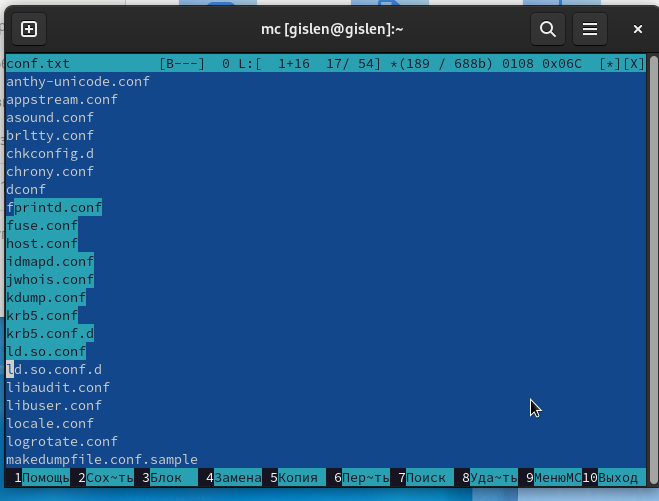 mc [gislen@gislen]:~
conf.txt [B---] 0 L:[ 1+16 17/ 54] *(189 / 688b) 0108 0x06C [*][X]
anthy-unicode.conf
appstream.conf
asound.conf
brltty.conf
chkconfig.d
chrony.conf
dconf
fprintd.conf
fuse.conf
host.conf
idmapd.conf
jwhois.conf
kdump.conf
krb5.conf
krb5.conf.d
ld.so.conf
ld.so.conf.d
libaudit.conf
libuser.conf
locale.conf
logrotate.conf
makedumpfile.conf.sample
1Помощь 2Сох~ть 3Блок 4Замена 5Копия 6Пер~ть 7Поиск 8Уда~ть 9МенюMC 10Выход